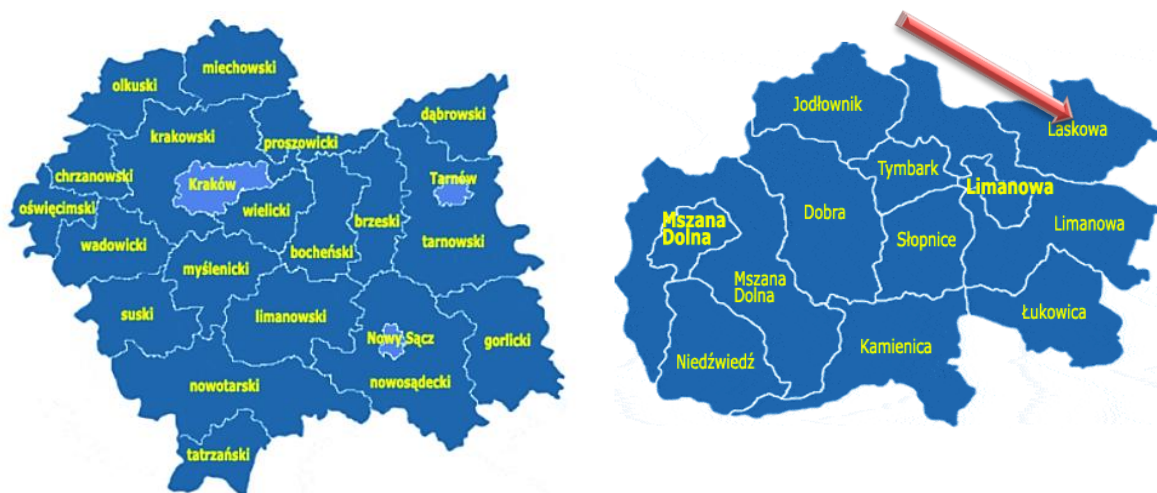 miechowski
olkuski
dąbrowski
krakowski
proszowicki
chrzanowski
Kraków
Tarnów
oświęcimski
wielicki
brzeski
wadowicki
tarnowski
bocheński
myślenicki
suski
limanowski
Nowy Sącz
gorlicki
nowotarski
nowosądecki
tatrzański
Jodłownik
Laskowa
Tymbark
Limanowa
Dobra
Mszana
Dolna
Limanowa
Słopnice
Mszana
Dolna
Łukowica
Kamienica
Niedźwiedź